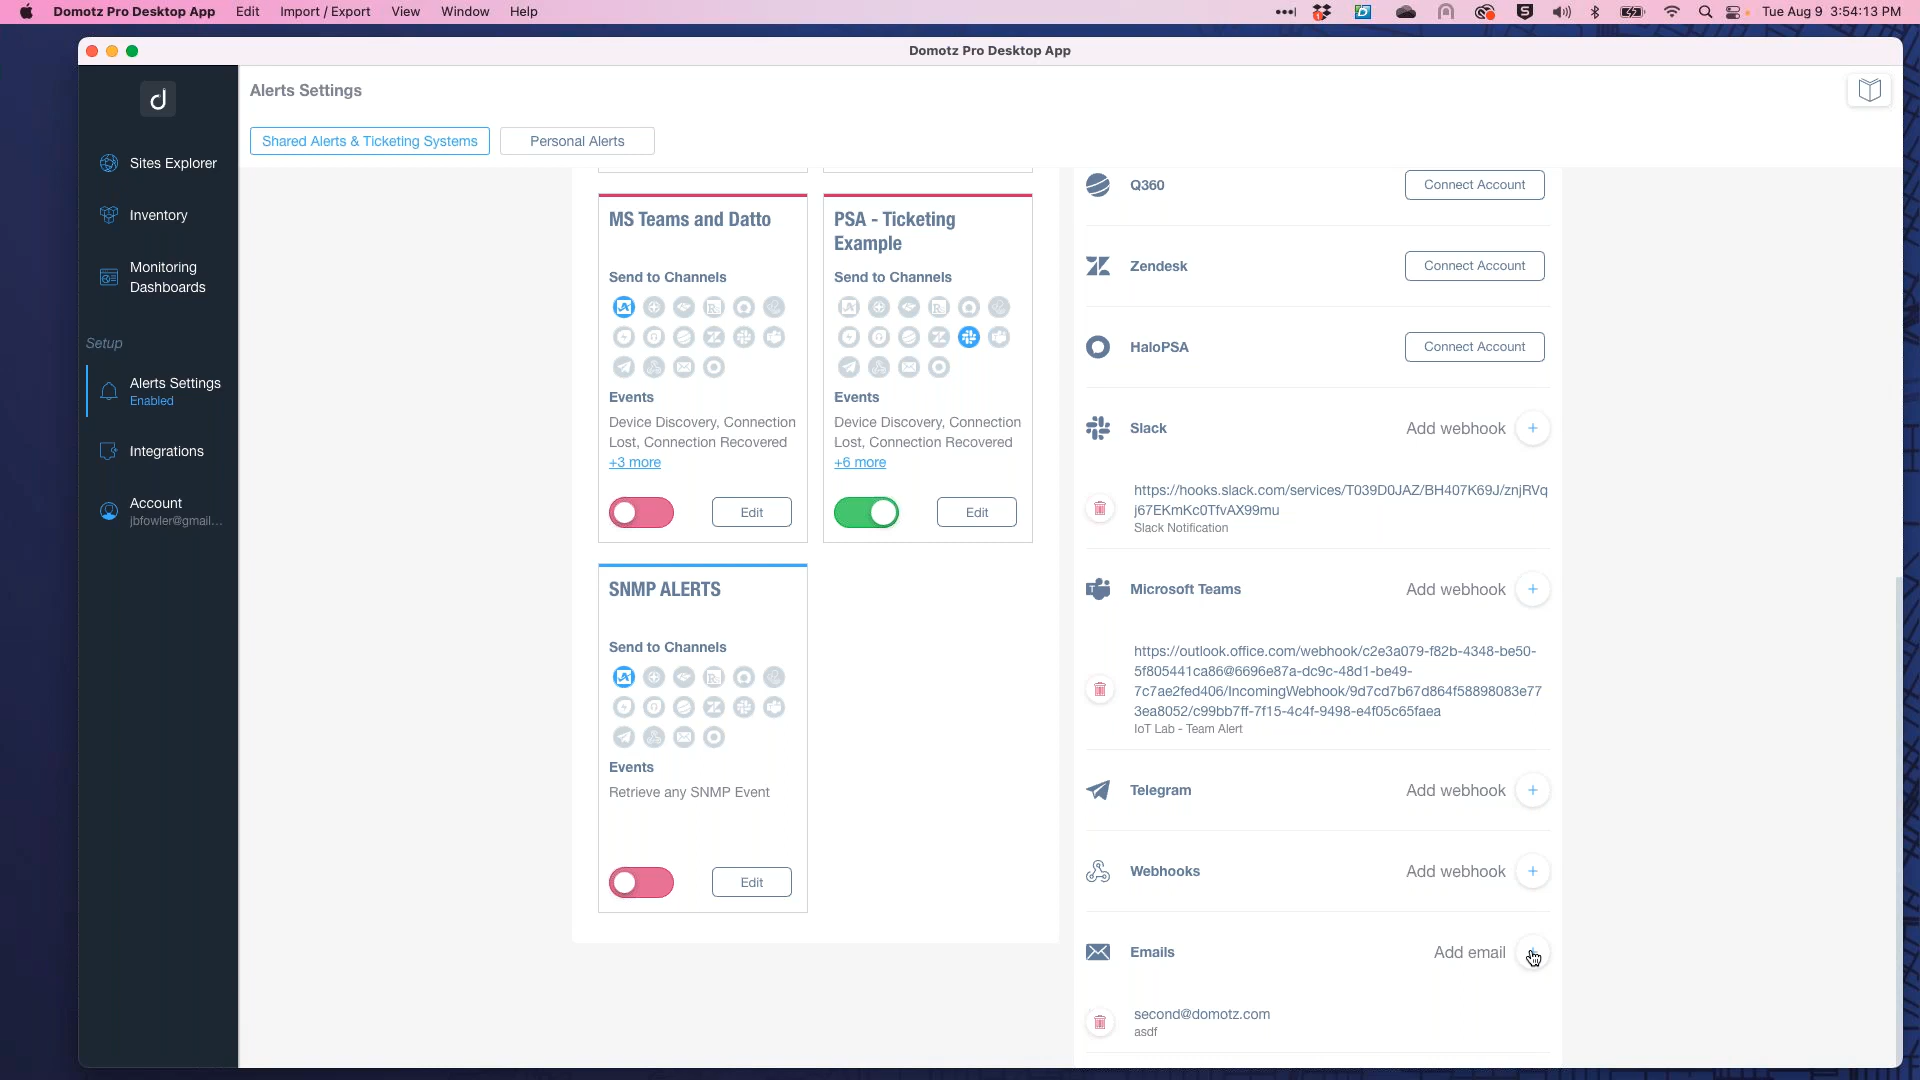 Domotz Pro Desktop App Edit Import / Export View Window Help Tue Aug 9 3:54:13 PM
Domotz Pro Desktop App
Alerts Settings
Shared Alerts & Ticketing Systems
Personal Alerts
Sites Explorer
Inventory
Monitoring
Dashboards
Setup
Alerts Settings
Enabled
Integrations
Account
jbfowler@gmail...
MS Teams and Datto
Send to Channels
Events
Device Discovery, Connection
Lost, Connection Recovered
+3 more
Edit
PSA - Ticketing
Example
Send to Channels
Events
Device Discovery, Connection
Lost, Connection Recovered
+6 more
Edit
SNMP ALERTS
Send to Channels
Events
Retrieve any SNMP Event
Edit
Q360 Connect Account
Zendesk Connect Account
HaloPSA Connect Account
Slack Add webhook +
https://hooks.slack.com/services/T039D0JAZ/BH407K69J/znjRVq
j67EKmKc0TfvAX99mu
Slack Notification
Microsoft Teams Add webhook +
https://outlook.office.com/webhook/c2e3a079-f82b-4348-be50-
5f805441ca86@6696e87a-dc9c-48d1-be49-
7c7ae2fed406/IncomingWebhook/9d7cd7b67d864f58898083e77
3ea8052/c99bb7ff-7f15-4c4f-9498-e4f05c65faea
IoT Lab - Team Alert
Telegram Add webhook +
Webhooks Add webhook +
Emails Add email
second@domotz.com
asdf